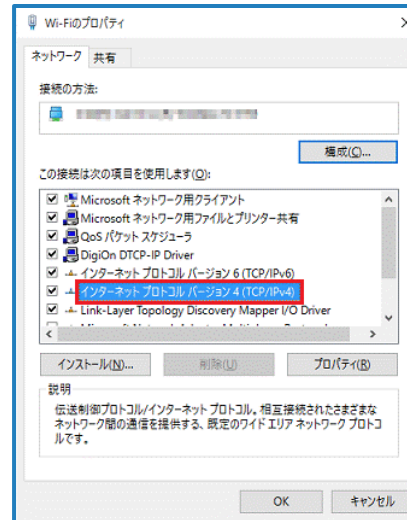 Wi-Fiのプロパティ
ネットワーク 共有
接続の方法:
構成(C)...
この接続は次の項目を使用します(O):
Microsoft ネットワーク用クライアント
Microsoft ネットワーク用ファイルとプリンター共有
QoS パケット スケジューラ
DigiOn DTCP-IP Driver
インターネット プロトコル バージョン 6 (TCP/IPv6)
インターネット プロトコル バージョン 4 (TCP/IPv4)
Link-Layer Topology Discovery Mapper I/O Driver
インストール(N)... 削除(U) プロパティ(R)
説明
伝送制御プロトコル/インターネット プロトコル。相互接続されたさまざまな
ネットワーク間の通信を提供する、既定のワイド エリア ネットワーク プロトコ
ルです。
OK キャンセル